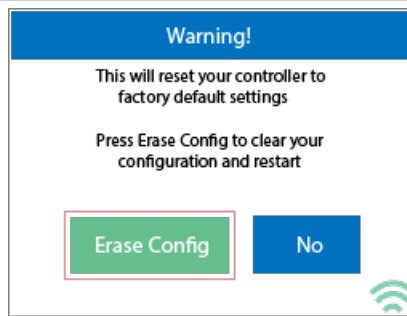 Warning!
This will reset your controller to
factory default settings
Press Erase Config to clear your
configuration and restart
Erase Config
No